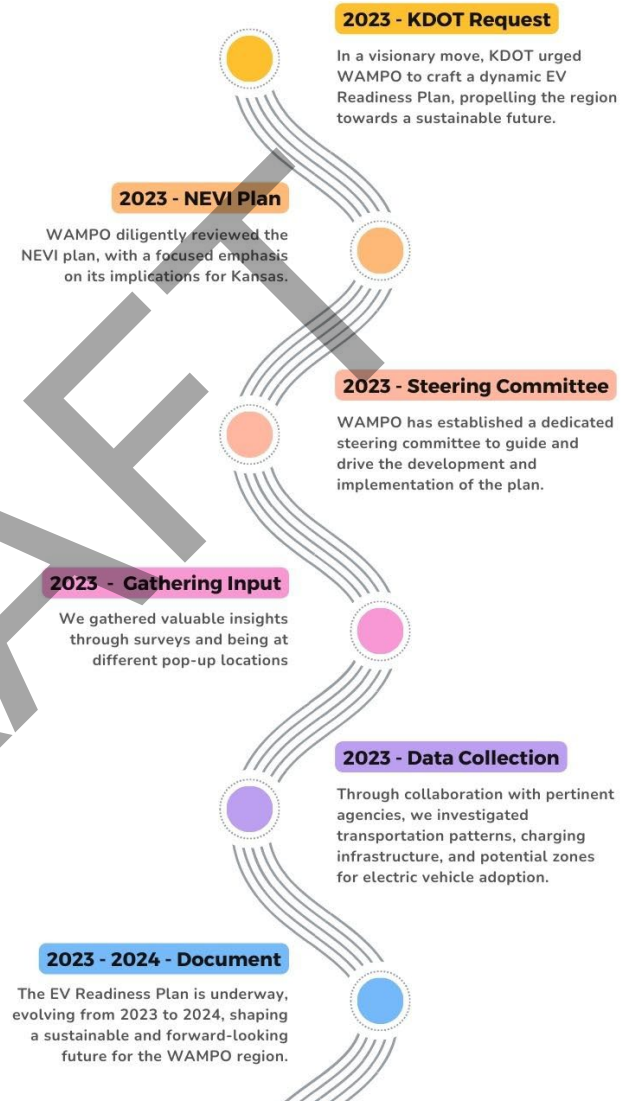 2023 - KDOT Request
In a visionary move, KDOT urged
WAMPO to craft a dynamic EV
Readiness Plan, propelling the region
towards a sustainable future.
2023 - NEVI Plan
WAMPO diligently reviewed the
NEVI plan, with a focused emphasis
on its implications for Kansas.
2023 - Steering Committee
WAMPO has established a dedicated
steering committee to guide and
drive the development and
implementation of the plan.
2023 - Gathering Input
We gathered valuable insights
through surveys and being at
different pop-up locations
2023 - Data Collection
Through collaboration with pertinent
agencies, we investigated
transportation patterns, charging
infrastructure, and potential zones
for electric vehicle adoption.
2023 - 2024 - Document
The EV Readiness Plan is underway,
evolving from 2023 to 2024, shaping
a sustainable and forward-looking
future for the WAMPO region.
AFT